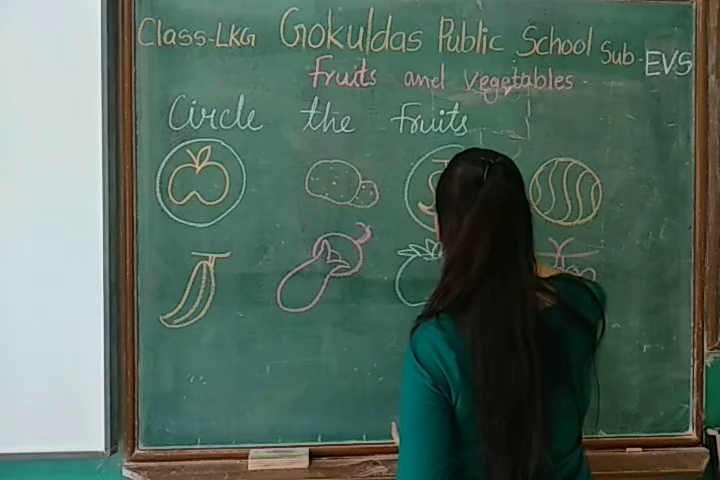 Class-LKG Gokuldas Public School Sub-EVS
fruits and vegetables
Circle the fruits